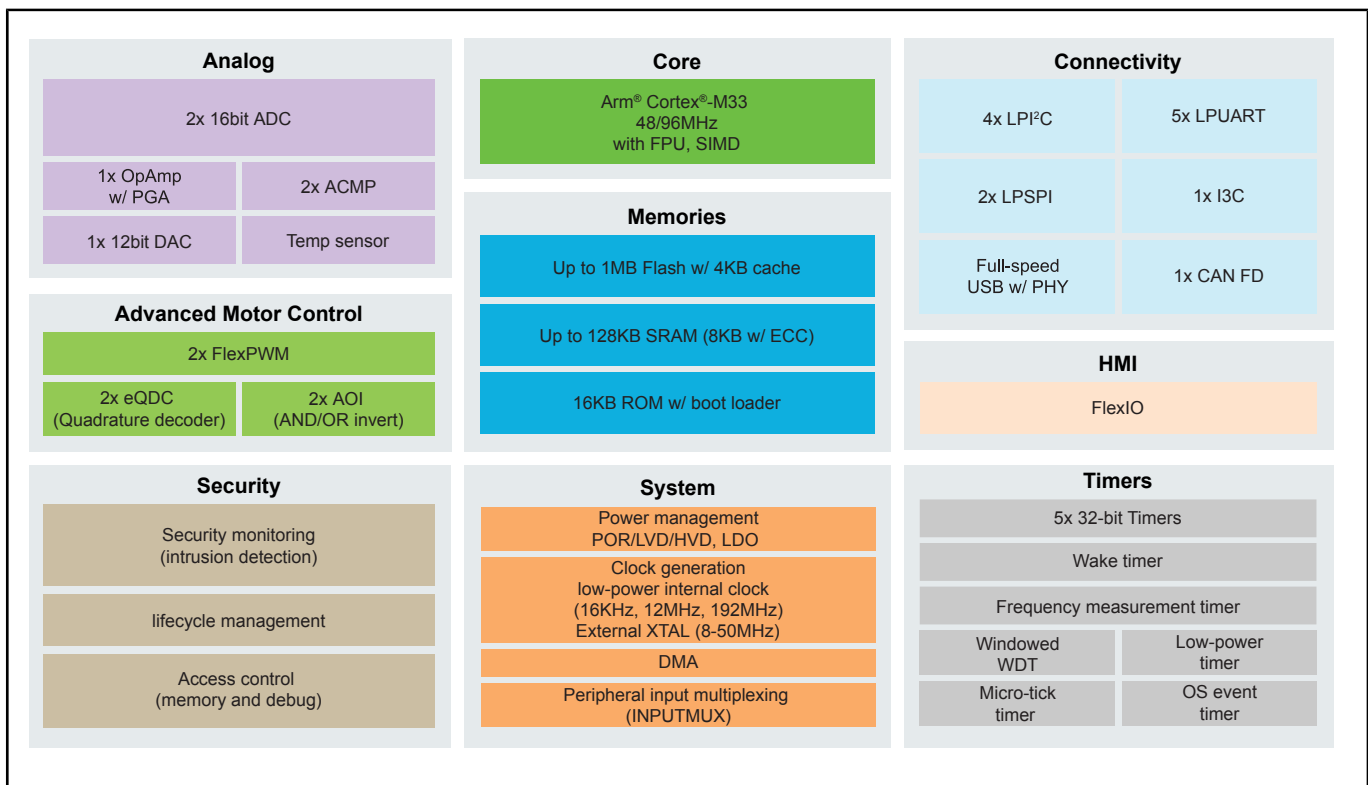 Analog
2x 16bit ADC
1x OpAmp
w/ PGA
2x ACMP
1x 12bit DAC
Temp sensor
Advanced Motor Control
2x FlexPWM
2x eQDC
(Quadrature decoder)
2x AOI
(AND/OR invert)
Security
Security monitoring
(intrusion detection)
lifecycle management
Access control
(memory and debug)
Core
Arm® Cortex®-M33
48/96MHz
with FPU, SIMD
Memories
Up to 1MB Flash w/ 4KB cache
Up to 128KB SRAM (8KB w/ ECC)
16KB ROM w/ boot loader
System
Power management
POR/LVD/HVD, LDO
Clock generation
low-power internal clock
(16KHz, 12MHz, 192MHz)
External XTAL (8-50MHz)
DMA
Peripheral input multiplexing
(INPUTMUX)
Connectivity
4x LPI²C
5x LPUART
2x LPSPI
1x I3C
Full-speed
USB w/ PHY
1x CAN FD
HMI
FlexIO
Timers
5x 32-bit Timers
Wake timer
Frequency measurement timer
Windowed
WDT
Low-power
timer
Micro-tick
timer
OS event
timer